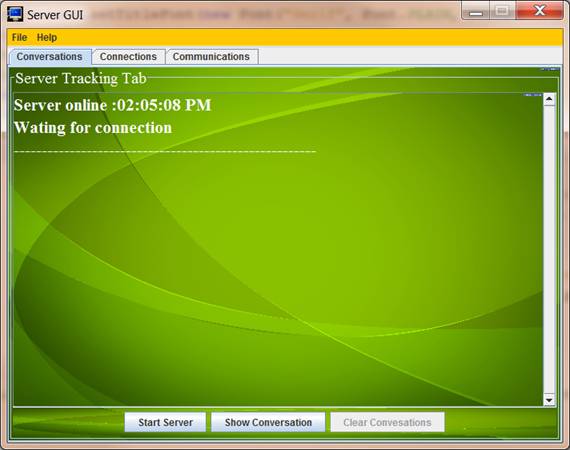 Server GUI
File Help
Conversations Connections Communications
Server Tracking Tab
Server online :02:05:08 PM
Wating for connection
------------------------------------------------------------
Start Server Show Conversation Clear Convesations